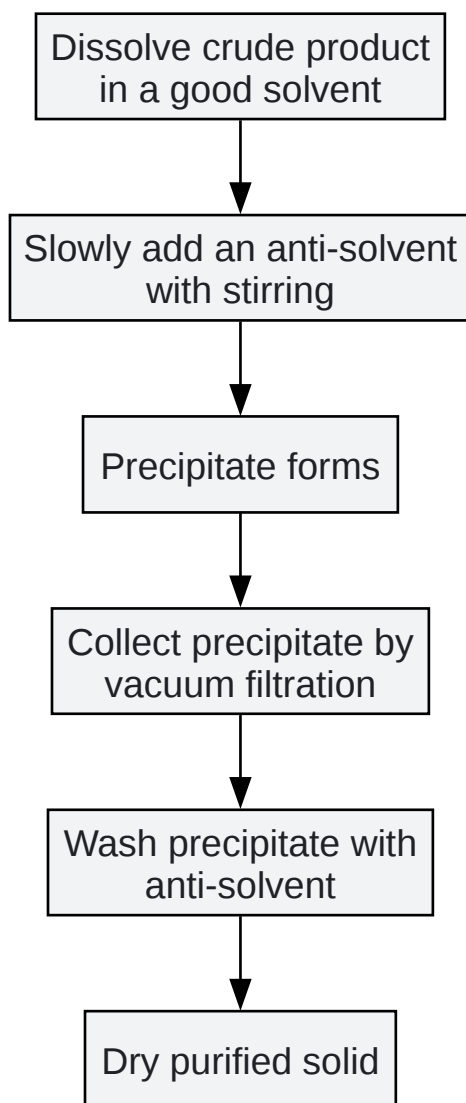 Dissolve crude product
in a good solvent
Slowly add an anti-solvent
with stirring
Precipitate forms
Collect precipitate by
vacuum filtration
Wash precipitate with
anti-solvent
Dry purified solid